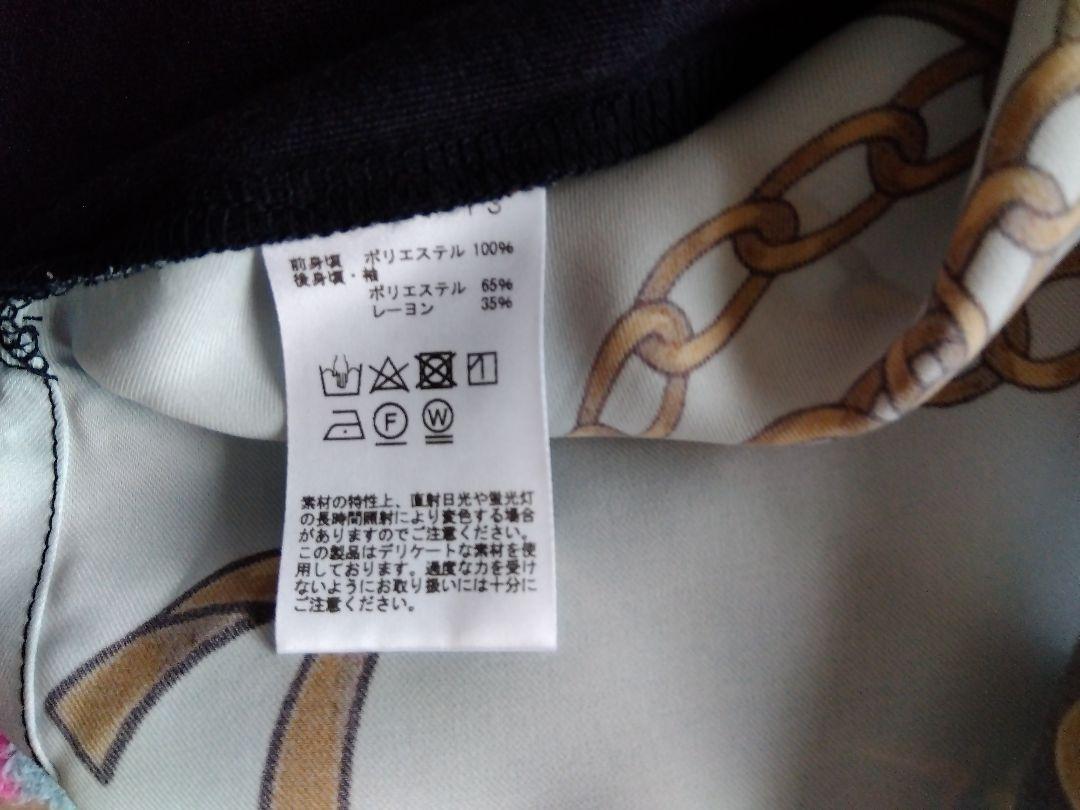 前身頃 ポリエステル 100%
後身頃・袖
ポリエステル 65%
レーヨン 35%
F W
素材の特性上、直射日光や蛍光灯
の長時間照射により変色する場合
がありますのでご注意ください。
この製品はデリケートな素材を使
用しております。過度な力を受け
ないようにお取り扱いには十分に
ご注意ください。